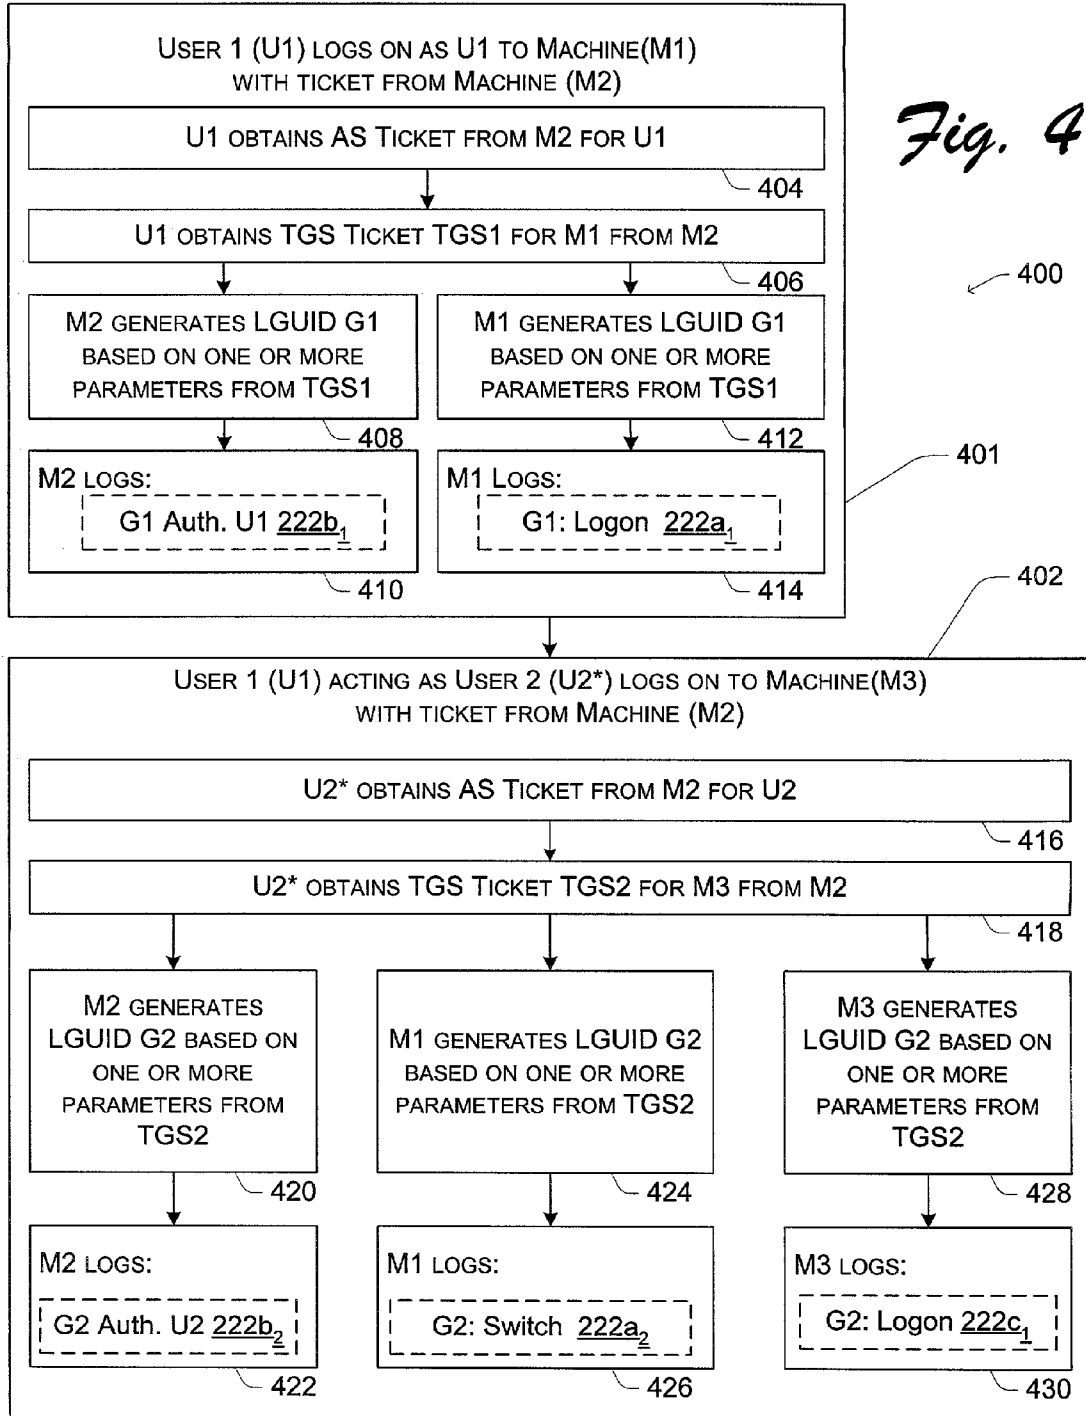 USER 1 (U1) LOGS ON AS U1 TO MACHINE(M1)
WITH TICKET FROM MACHINE (M2)
Fig. 4
U1 OBTAINS AS TICKET FROM M2 FOR U1
404
U1 OBTAINS TGS TICKET TGS1 FOR M1 FROM M2
406
400
M2 GENERATES LGUID G1
BASED ON ONE OR MORE
PARAMETERS FROM TGS1
408
M1 GENERATES LGUID G1
BASED ON ONE OR MORE
PARAMETERS FROM TGS1
412
401
M2 LOGS:
G1 Auth. U1 222b1
410
M1 LOGS:
G1: Logon 222a1
414
402
USER 1 (U1) ACTING AS USER 2 (U2*) LOGS ON TO MACHINE(M3)
WITH TICKET FROM MACHINE (M2)
U2* OBTAINS AS TICKET FROM M2 FOR U2
416
U2* OBTAINS TGS TICKET TGS2 FOR M3 FROM M2
418
M2 GENERATES
LGUID G2 BASED ON
ONE OR MORE
PARAMETERS FROM
TGS2
420
M1 GENERATES LGUID G2
BASED ON ONE OR MORE
PARAMETERS FROM TGS2
424
M3 GENERATES
LGUID G2 BASED ON
ONE OR MORE
PARAMETERS FROM
TGS2
428
M2 LOGS:
G2 Auth. U2 222b2
422
M1 LOGS:
G2: Switch 222a2
426
M3 LOGS:
G2: Logon 222c1
430